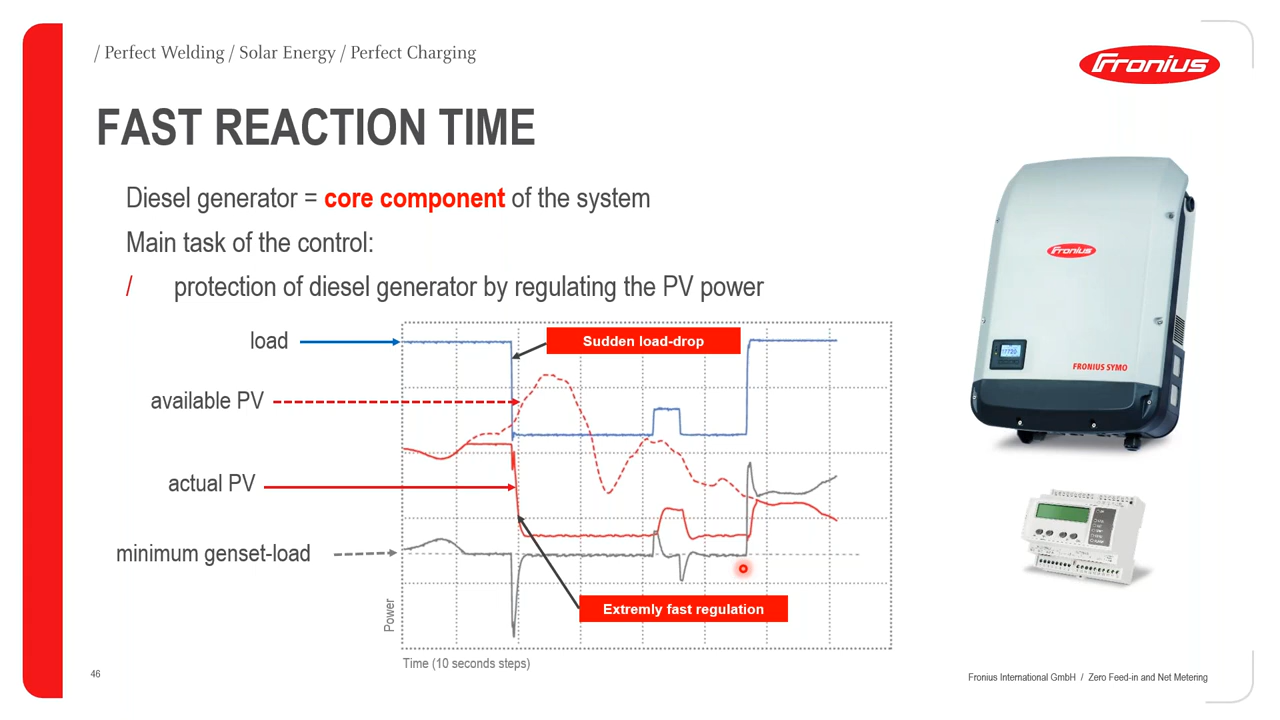 / Perfect Welding / Solar Energy / Perfect Charging
Fronius
FAST REACTION TIME
Diesel generator = core component of the system
Main task of the control:
/ protection of diesel generator by regulating the PV power
Fronius
FRONIUS SYMO
load
Sudden load-drop
available PV
actual PV
minimum genset-load
Extremly fast regulation
Power
Time (10 seconds steps)
46
Fronius International GmbH / Zero Feed-in and Net Metering